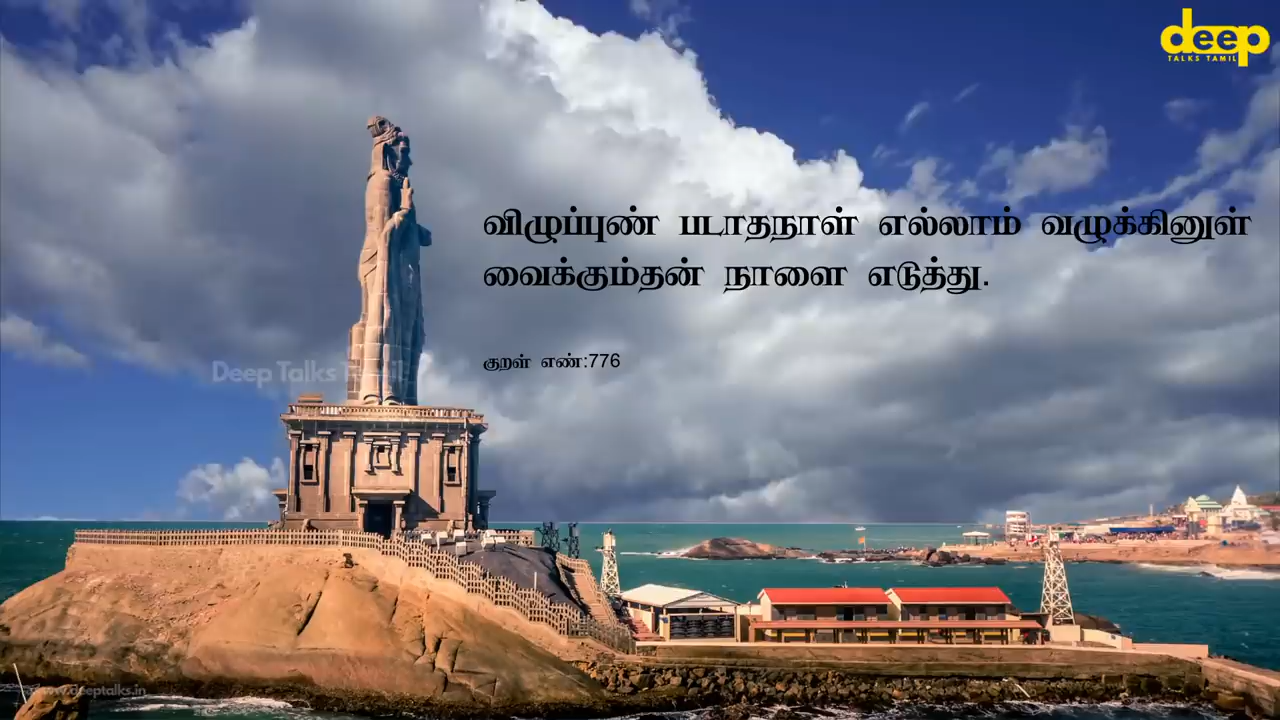 deep
TALKS TAMIL
விழுப்புண் படாதநாள் எல்லாம் வழுக்கினுள்
வைக்கும்தன் நாளை எடுத்து.
குறள் எண்:776
Deep Talks Tamil
www.deeptalks.in